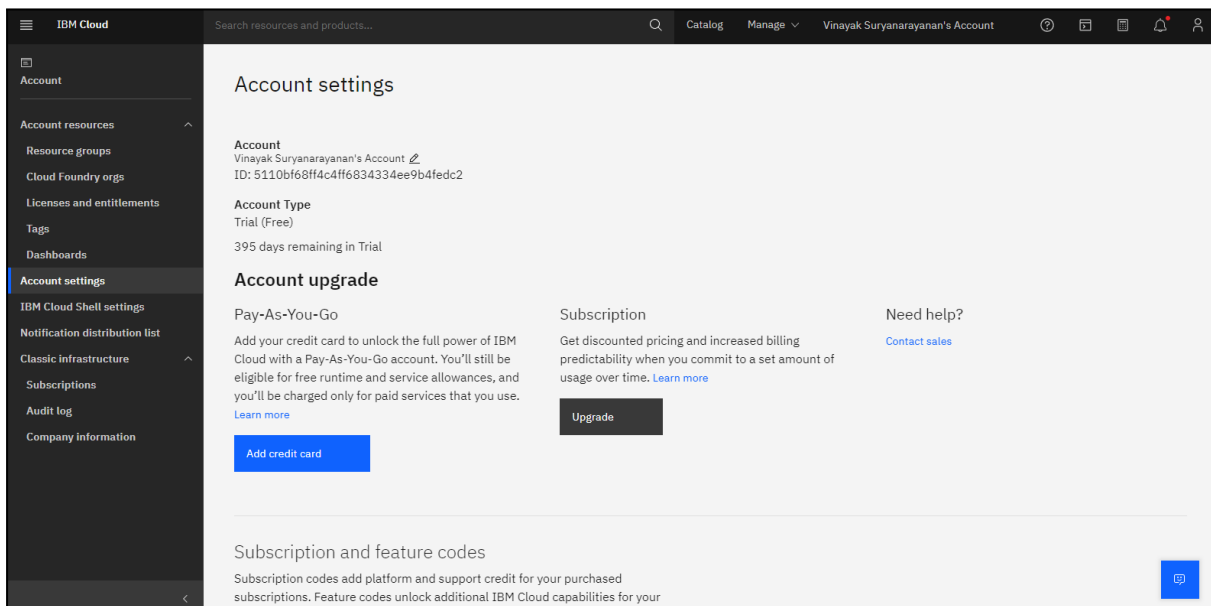 IBM Cloud
Search resources and products...
Catalog
Manage
Vinayak Suryanarayanan's Account
Account
Account resources
Resource groups
Cloud Foundry orgs
Licenses and entitlements
Tags
Dashboards
Account settings
IBM Cloud Shell settings
Notification distribution list
Classic infrastructure
Subscriptions
Audit log
Company information
Account settings
Account
Vinayak Suryanarayanan's Account
ID: 5110bf68ff4c4ff6834334ee9b4fedc2
Account Type
Trial (Free)
395 days remaining in Trial
Account upgrade
Pay-As-You-Go
Add your credit card to unlock the full power of IBM
Cloud with a Pay-As-You-Go account. You’ll still be
eligible for free runtime and service allowances, and
you’ll be charged only for paid services that you use.
Learn more
Add credit card
Subscription
Get discounted pricing and increased billing
predictability when you commit to a set amount of
usage over time. Learn more
Upgrade
Need help?
Contact sales
Subscription and feature codes
Subscription codes add platform and support credit for your purchased
subscriptions. Feature codes unlock additional IBM Cloud capabilities for your